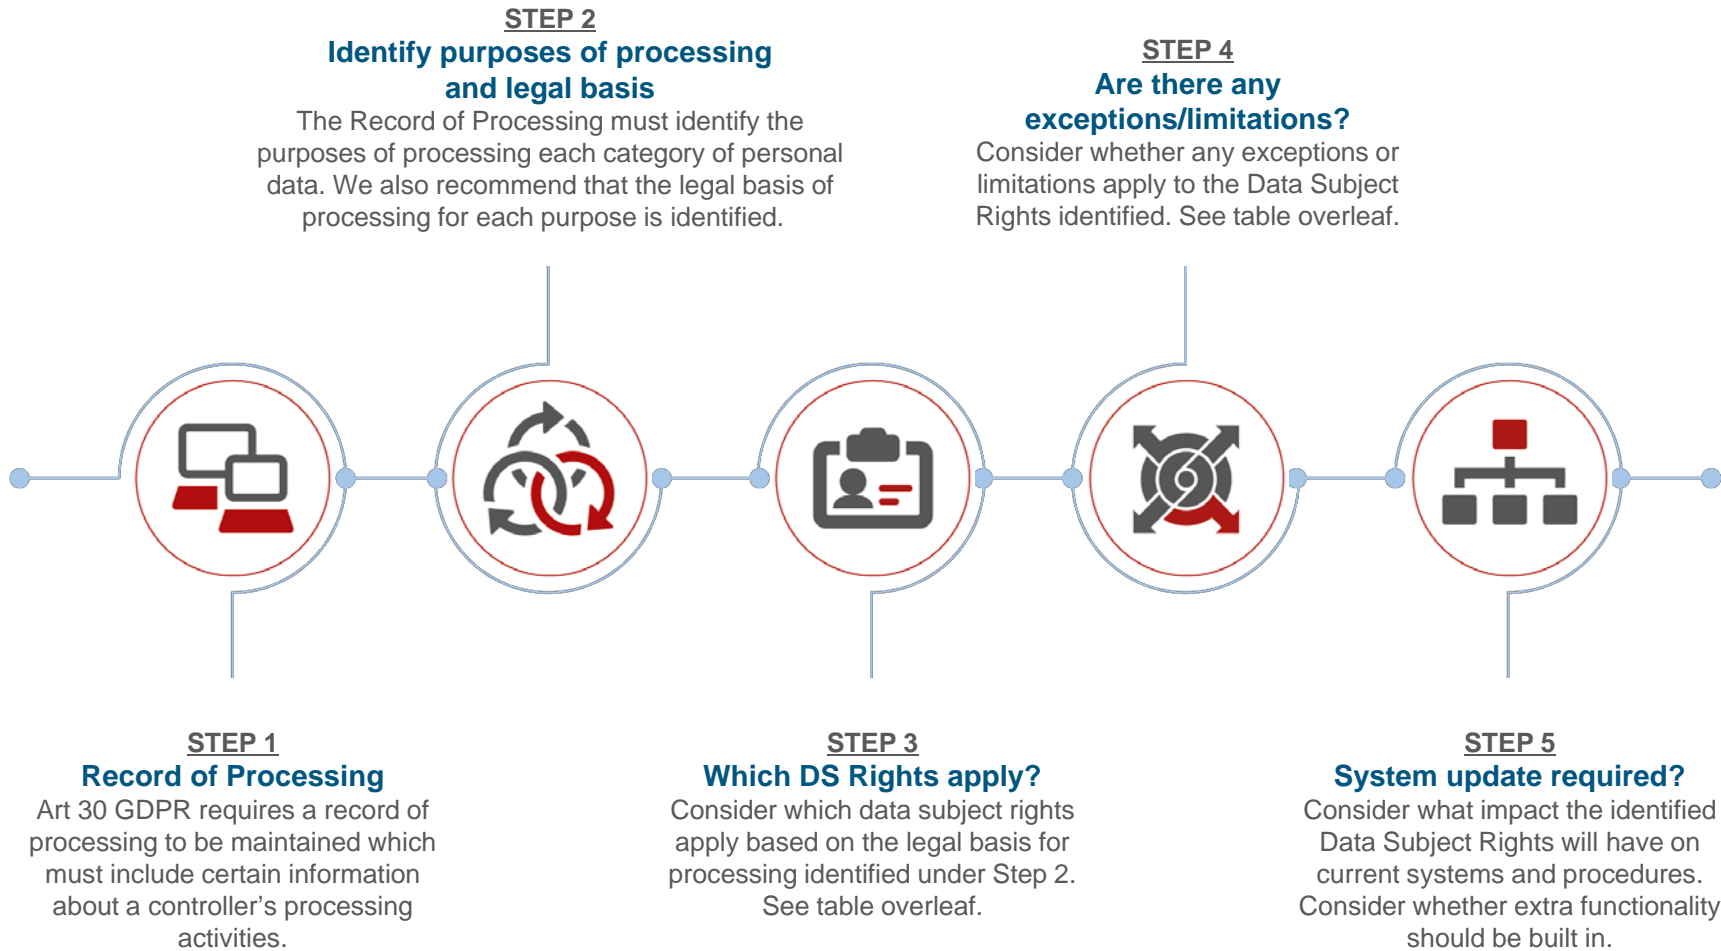 STEP 2
Identify purposes of processing
and legal basis
The Record of Processing must identify the
purposes of processing each category of personal
data. We also recommend that the legal basis of
processing for each purpose is identified.
STEP 4
Are there any
exceptions/limitations?
Consider whether any exceptions or
limitations apply to the Data Subject
Rights identified. See table overleaf.
STEP 1
Record of Processing
Art 30 GDPR requires a record of
processing to be maintained which
must include certain information
about a controller’s processing
activities.
STEP 3
Which DS Rights apply?
Consider which data subject rights
apply based on the legal basis for
processing identified under Step 2.
See table overleaf.
STEP 5
System update required?
Consider what impact the identified
Data Subject Rights will have on
current systems and procedures.
Consider whether extra functionality
should be built in.